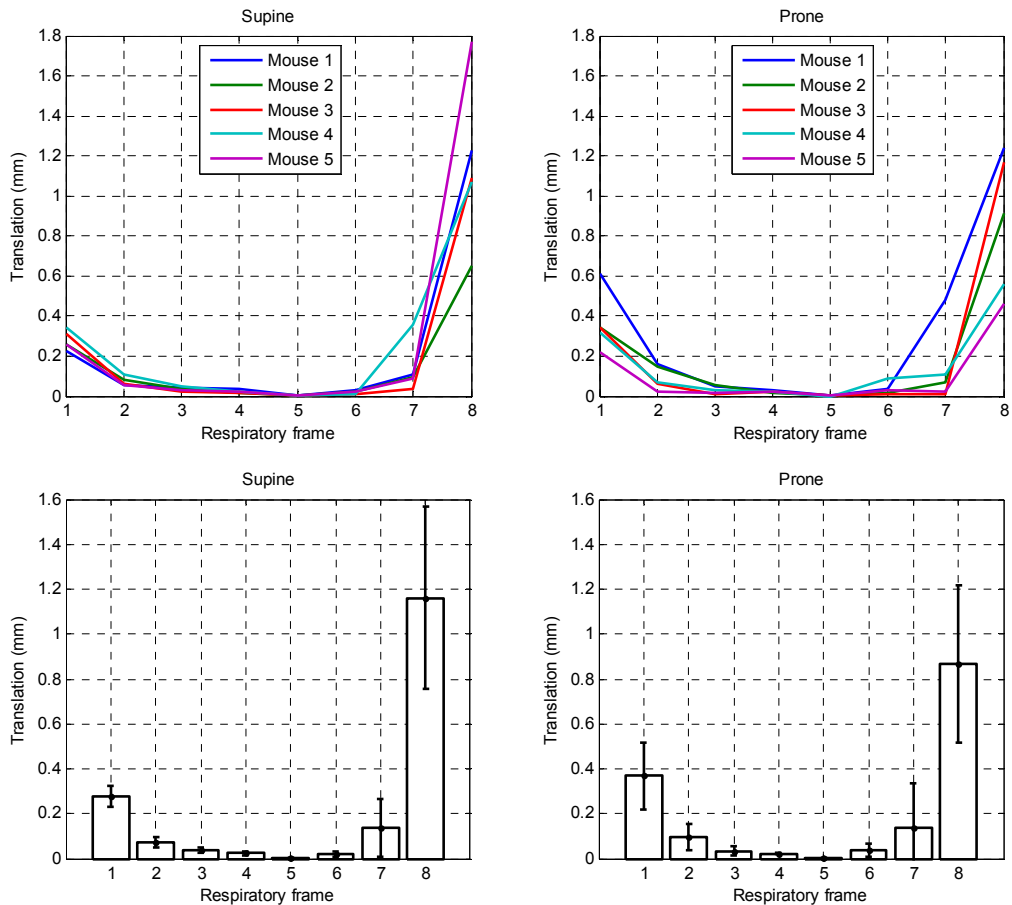 Supine
1.8
1.6
1.4
1.2
1
0.8
0.6
0.4
0.2
0
Translation (mm)
Mouse 1
Mouse 2
Mouse 3
Mouse 4
Mouse 5
1 2 3 4 5 6 7 8
Respiratory frame
Prone
1.8
1.6
1.4
1.2
1
0.8
0.6
0.4
0.2
0
Translation (mm)
Mouse 1
Mouse 2
Mouse 3
Mouse 4
Mouse 5
1 2 3 4 5 6 7 8
Respiratory frame
Supine
1.6
1.4
1.2
1
0.8
0.6
0.4
0.2
0
Translation (mm)
1 2 3 4 5 6 7 8
Respiratory frame
Prone
1.6
1.4
1.2
1
0.8
0.6
0.4
0.2
0
Translation (mm)
1 2 3 4 5 6 7 8
Respiratory frame